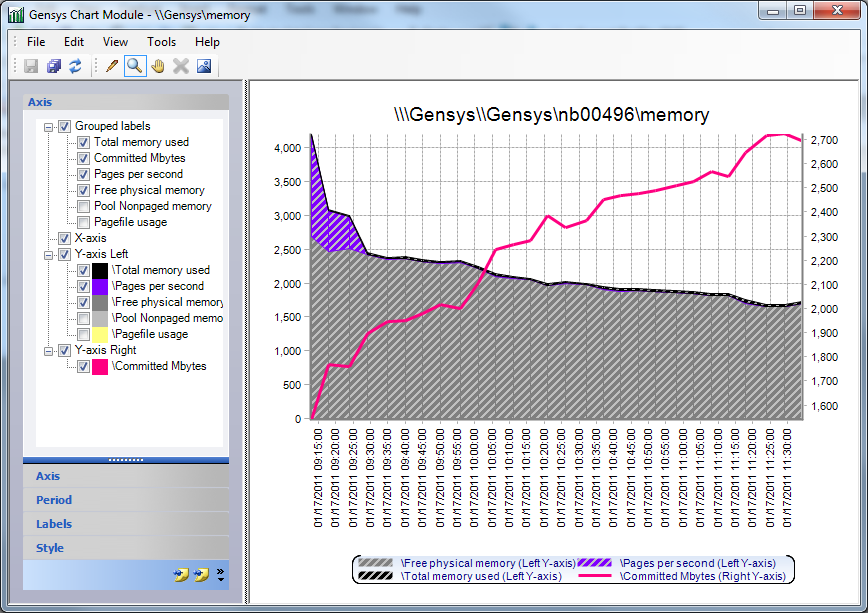 Gensys Chart Module - \\Gensys\memory
File Edit View Tools Help
Axis
Grouped labels
Total memory used
Committed Mbytes
Pages per second
Free physical memory
Pool Nonpaged memory
Pagefile usage
X-axis
Y-axis Left
\Total memory used
\Pages per second
\Free physical memory
\Pool Nonpaged memo
\Pagefile usage
Y-axis Right
\Committed Mbytes
Axis
Period
Labels
Style
\\\Gensys\\Gensys\nb00496\memory
4,000
3,500
3,000
2,500
2,000
1,500
1,000
500
0
2,700
2,600
2,500
2,400
2,300
2,200
2,100
2,000
1,900
1,800
1,700
1,600
01/17/2011 09:15:00
01/17/2011 09:20:00
01/17/2011 09:25:00
01/17/2011 09:30:00
01/17/2011 09:35:00
01/17/2011 09:40:00
01/17/2011 09:45:00
01/17/2011 09:50:00
01/17/2011 09:55:00
01/17/2011 10:00:00
01/17/2011 10:05:00
01/17/2011 10:10:00
01/17/2011 10:15:00
01/17/2011 10:20:00
01/17/2011 10:25:00
01/17/2011 10:30:00
01/17/2011 10:35:00
01/17/2011 10:40:00
01/17/2011 10:45:00
01/17/2011 10:50:00
01/17/2011 10:55:00
01/17/2011 11:00:00
01/17/2011 11:05:00
01/17/2011 11:10:00
01/17/2011 11:15:00
01/17/2011 11:20:00
01/17/2011 11:25:00
01/17/2011 11:30:00
\Free physical memory (Left Y-axis) \Pages per second (Left Y-axis)
\Total memory used (Left Y-axis) \Committed Mbytes (Right Y-axis)